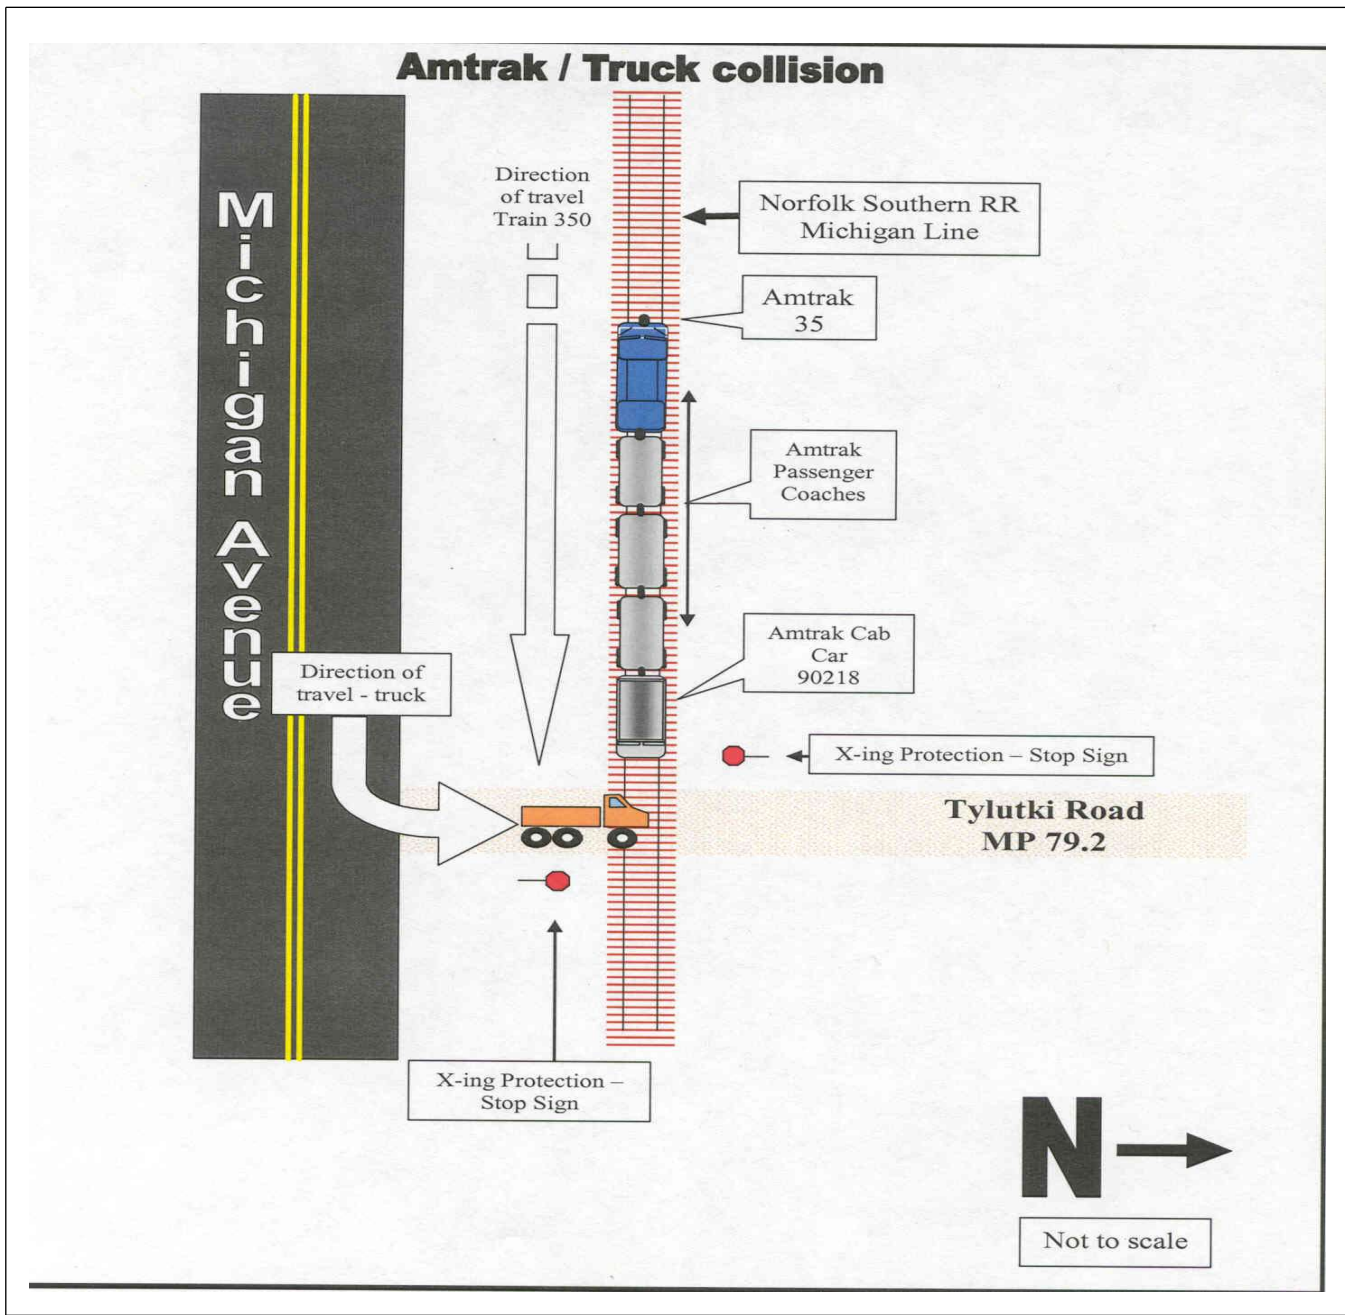 Amtrak / Truck collision
Michigan Avenue
Direction
of travel
Train 350
Norfolk Southern RR
Michigan Line
Amtrak
35
Amtrak
Passenger
Coaches
Amtrak Cab
Car
90218
Direction of
travel - truck
X-ing Protection – Stop Sign
Tylutki Road
MP 79.2
X-ing Protection –
Stop Sign
N
Not to scale